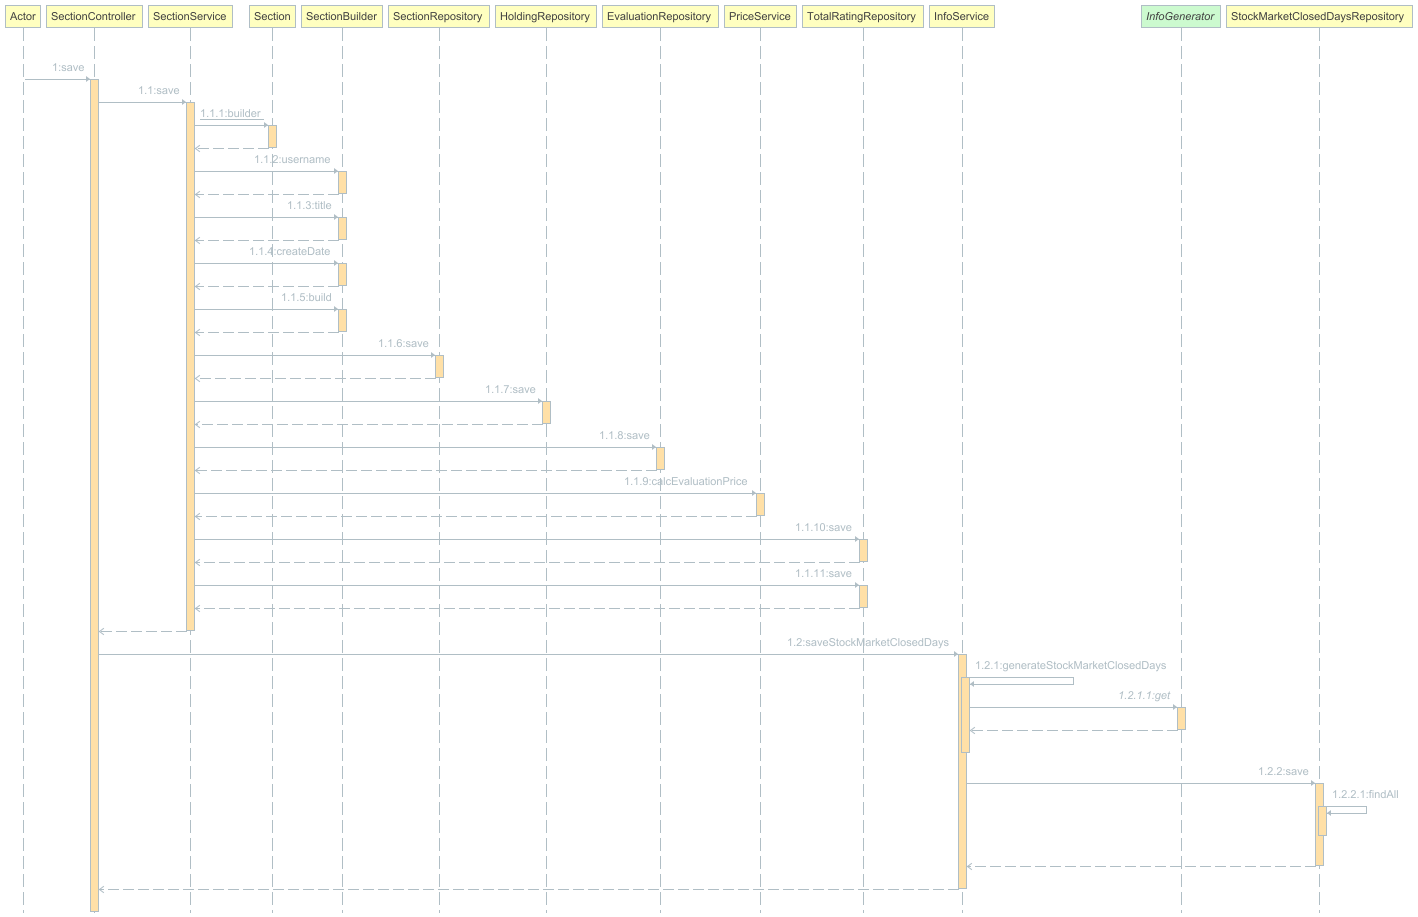 Actor
SectionController
SectionService
Section
SectionBuilder
SectionRepository
HoldingRepository
EvaluationRepository
PriceService
TotalRatingRepository
InfoService
InfoGenerator
StockMarketClosedDaysRepository
1:save
1.1:save
1.1.1:builder
1.1.2:username
1.1.3:title
1.1.4:createDate
1.1.5:build
1.1.6:save
1.1.7:save
1.1.8:save
1.1.9:calcEvaluationPrice
1.1.10:save
1.1.11:save
1.2:saveStockMarketClosedDays
1.2.1:generateStockMarketClosedDays
1.2.1.1:get
1.2.2:save
1.2.2.1:findAll